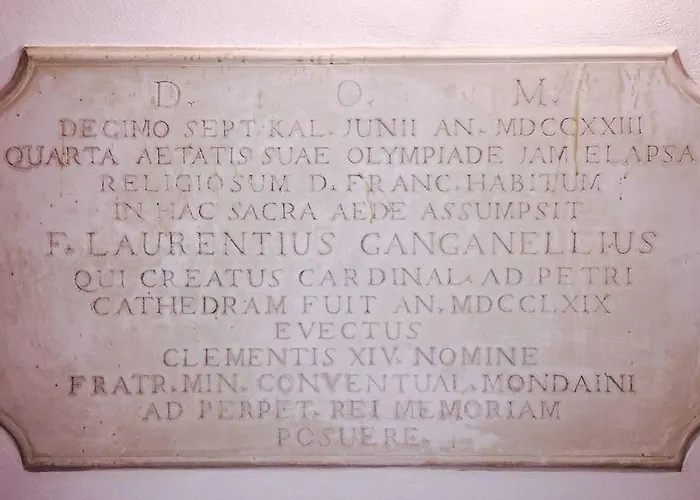 D. O. M.
DECIMO SEPT. KAL. JUNII AN. MDCCXXIII
QUARTA AETATIS SUAE OLYMPIADE JAM ELAPSA
RELIGIOSUM D. FRANC. HABITUM
IN HAC SACRA AEDE ASSUMPSIT
F. LAURENTIUS GANGANELLIUS
QUI CREATUS CARDINAL. AD PETRI
CATHEDRAM FUIT AN. MDCCLXIX
EVECTUS
CLEMENTIS XIV. NOMINE
FRATR. MIN. CONVENTUAL. MONDAINI
AD PERPET. REI MEMORIAM
POSUERE.